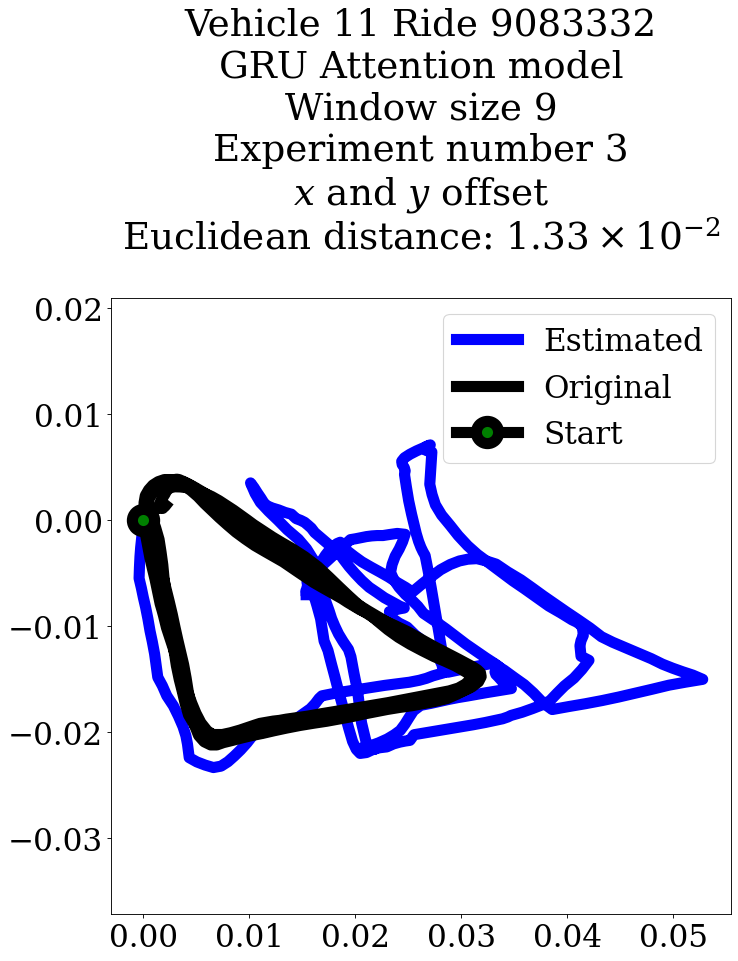 Vehicle 11 Ride 9083332
GRU Attention model
Window size 9
Experiment number 3
x and y offset
Euclidean distance: 1.33 × 10⁻²
Estimated
Original
Start
0.02
0.01
0.00
−0.01
−0.02
−0.03
0.00 0.01 0.02 0.03 0.04 0.05